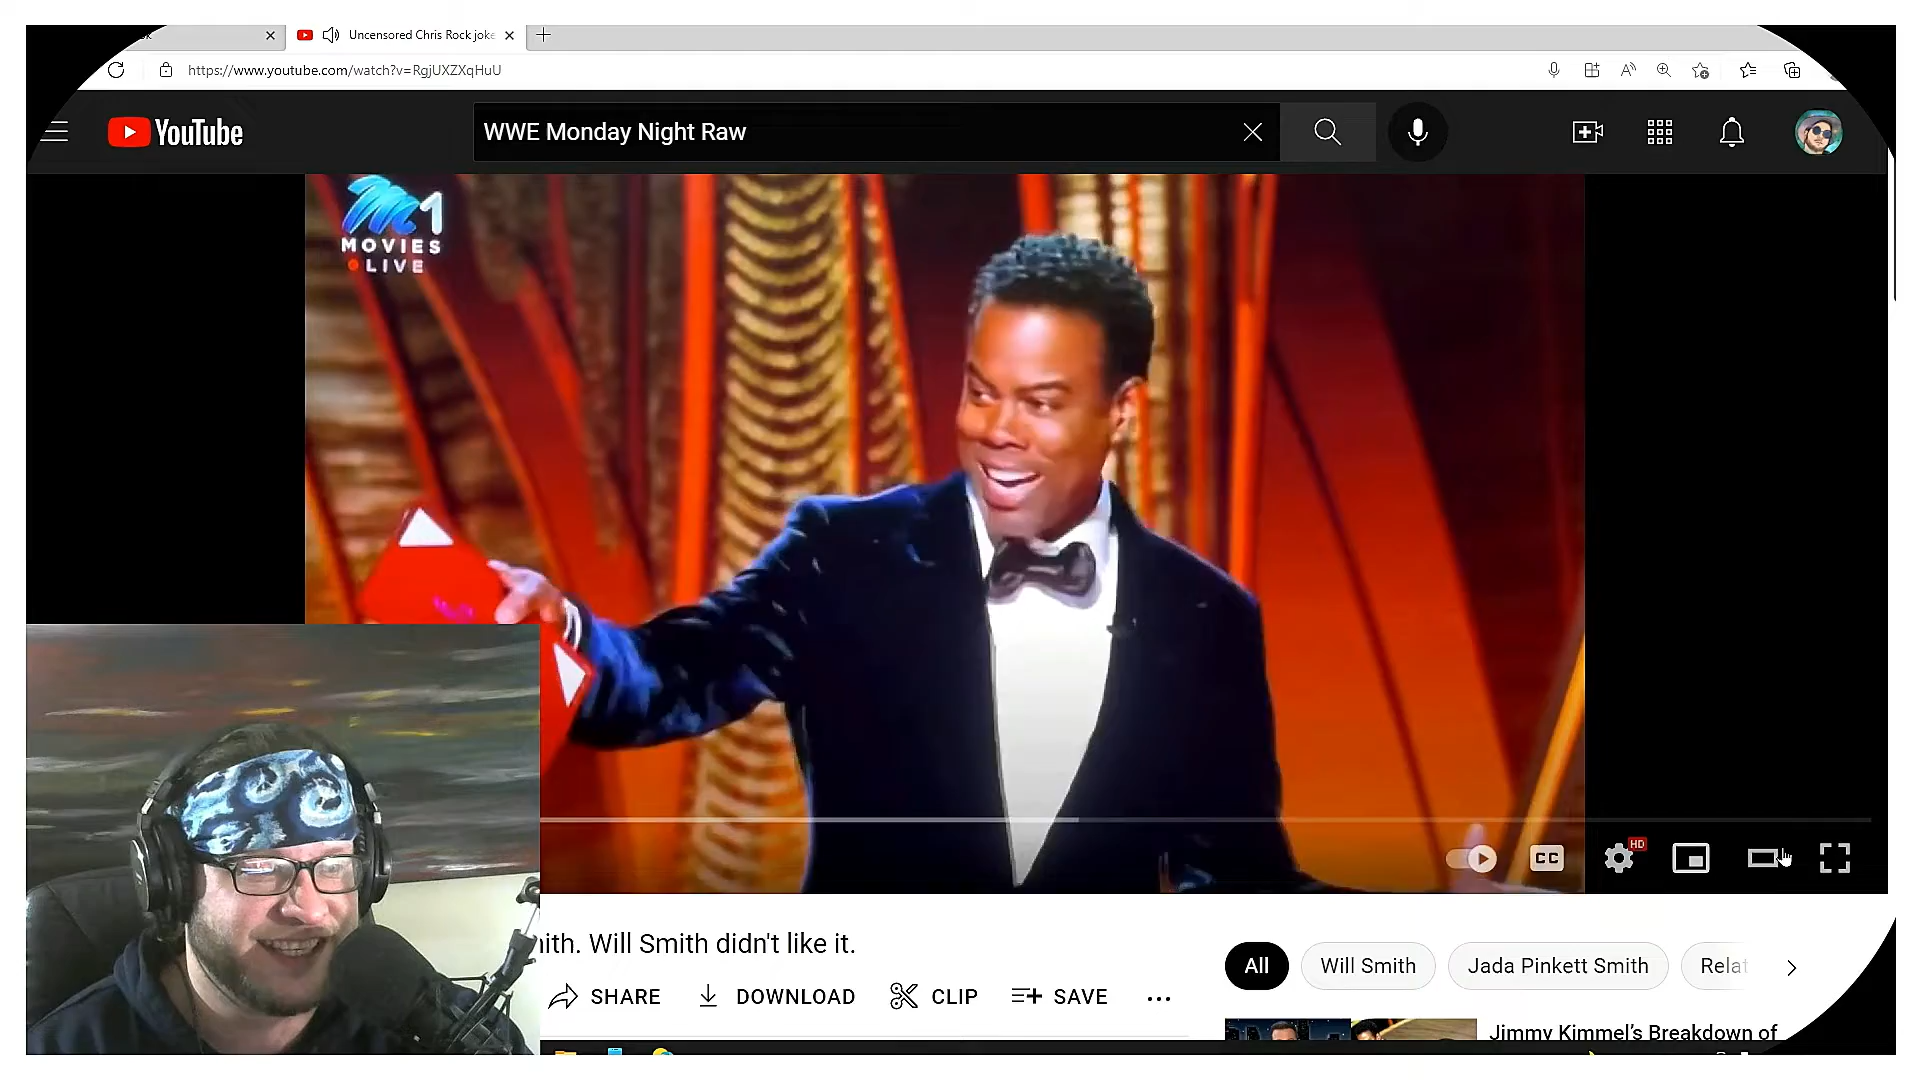 Uncensored Chris Rock joke
https://www.youtube.com/watch?v=RgjUXZXqHuU
YouTube
WWE Monday Night Raw
M1
MOVIES
LIVE
HD
CC
ith. Will Smith didn't like it.
SHARE
DOWNLOAD
CLIP
SAVE
All
Will Smith
Jada Pinkett Smith
Relat
Jimmy Kimmel's Breakdown of